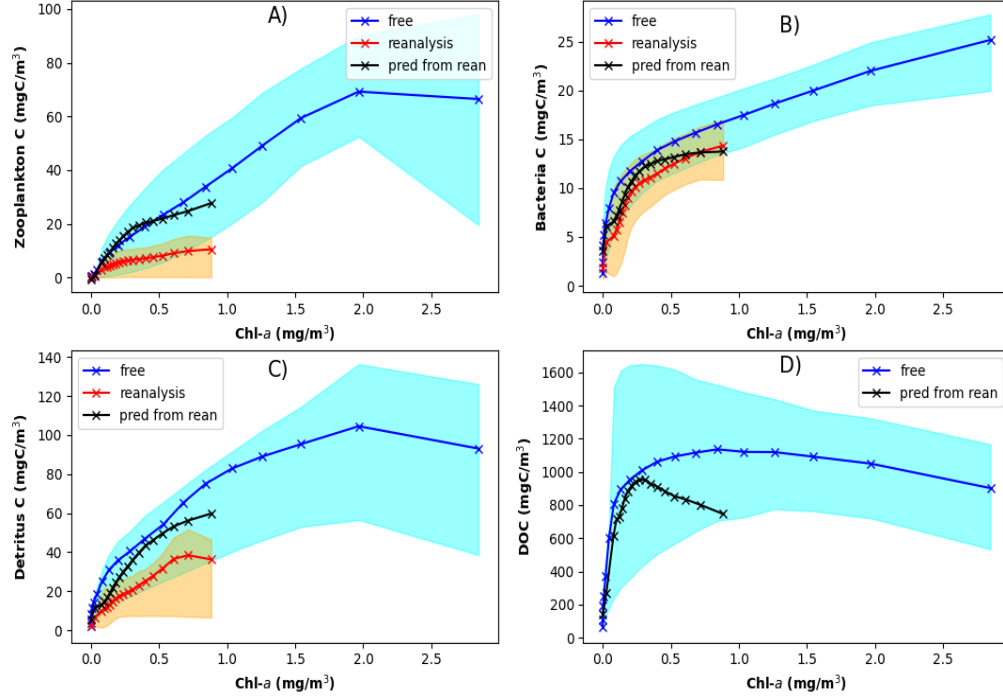 A)
free
reanalysis
pred from rean
100
80
60
40
20
0
Zooplankton C (mgC/m³)
0.0 0.5 1.0 1.5 2.0 2.5
Chl-a (mg/m³)
B)
free
reanalysis
pred from rean
25
20
15
10
5
0
Bacteria C (mgC/m³)
0.0 0.5 1.0 1.5 2.0 2.5
Chl-a (mg/m³)
C)
free
reanalysis
pred from rean
140
120
100
80
60
40
20
0
Detritus C (mgC/m³)
0.0 0.5 1.0 1.5 2.0 2.5
Chl-a (mg/m³)
D)
free
pred from rean
1600
1400
1200
1000
800
600
400
200
0
DOC (mgC/m³)
0.0 0.5 1.0 1.5 2.0 2.5
Chl-a (mg/m³)